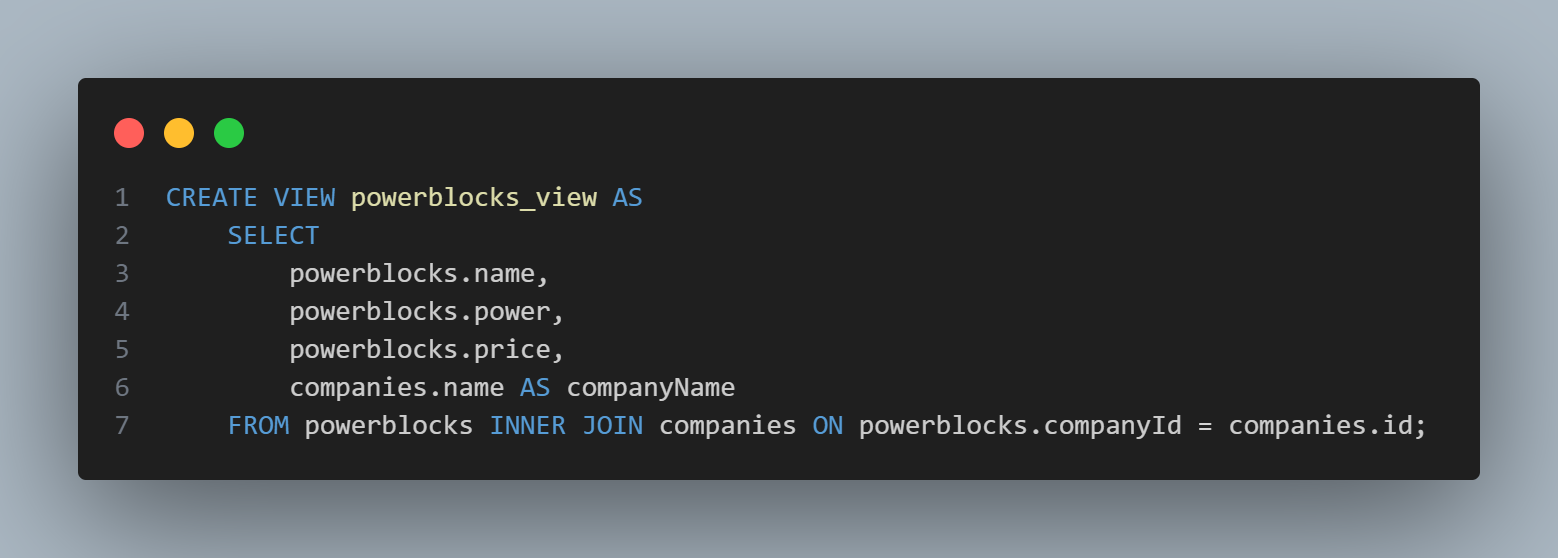 1 CREATE VIEW powerblocks_view AS
2     SELECT
3         powerblocks.name,
4         powerblocks.power,
5         powerblocks.price,
6         companies.name AS companyName
7     FROM powerblocks INNER JOIN companies ON powerblocks.companyId = companies.id;